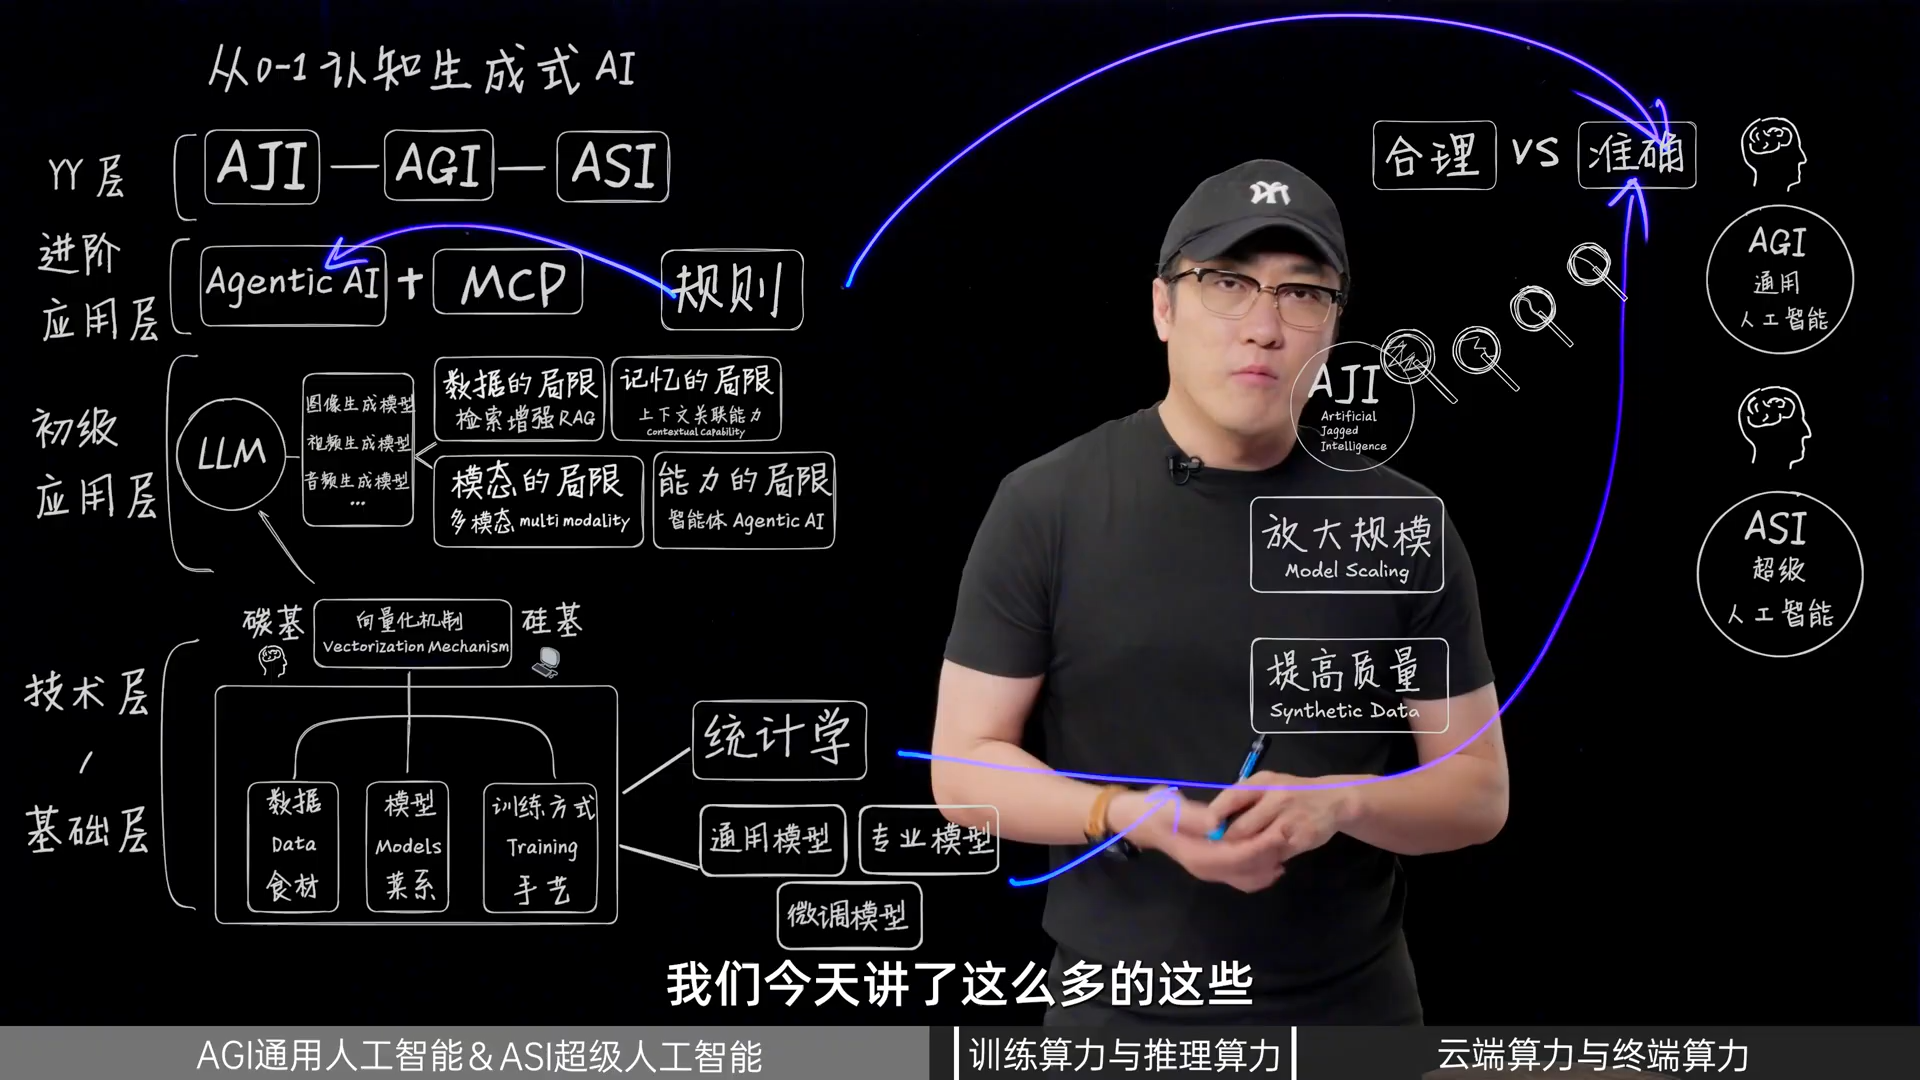 从0-1认知生成式AI
YY层
AJI — AGI — ASI
进阶
应用层
Agentic AI + MCP
规则
初级
应用层
LLM
图像生成模型
视频生成模型
音频生成模型
...
数据的局限
检索增强RAG
记忆的局限
上下文关联能力
Contextual Capability
模态的局限
多模态 multi modality
能力的局限
智能体 Agentic AI
碳基
向量化机制
Vectorization Mechanism
硅基
技术层
/
基础层
数据
Data
食材
模型
Models
菜系
训练方式
Training
手艺
统计学
通用模型
专业模型
微调模型
合理 VS 准确
AGI
通用
人工智能
AJI
Artificial
Jagged
Intelligence
放大规模
Model Scaling
提高质量
Synthetic Data
ASI
超级
人工智能
我们今天讲了这么多的这些
AGI通用人工智能&ASI超级人工智能
训练算力与推理算力
云端算力与终端算力